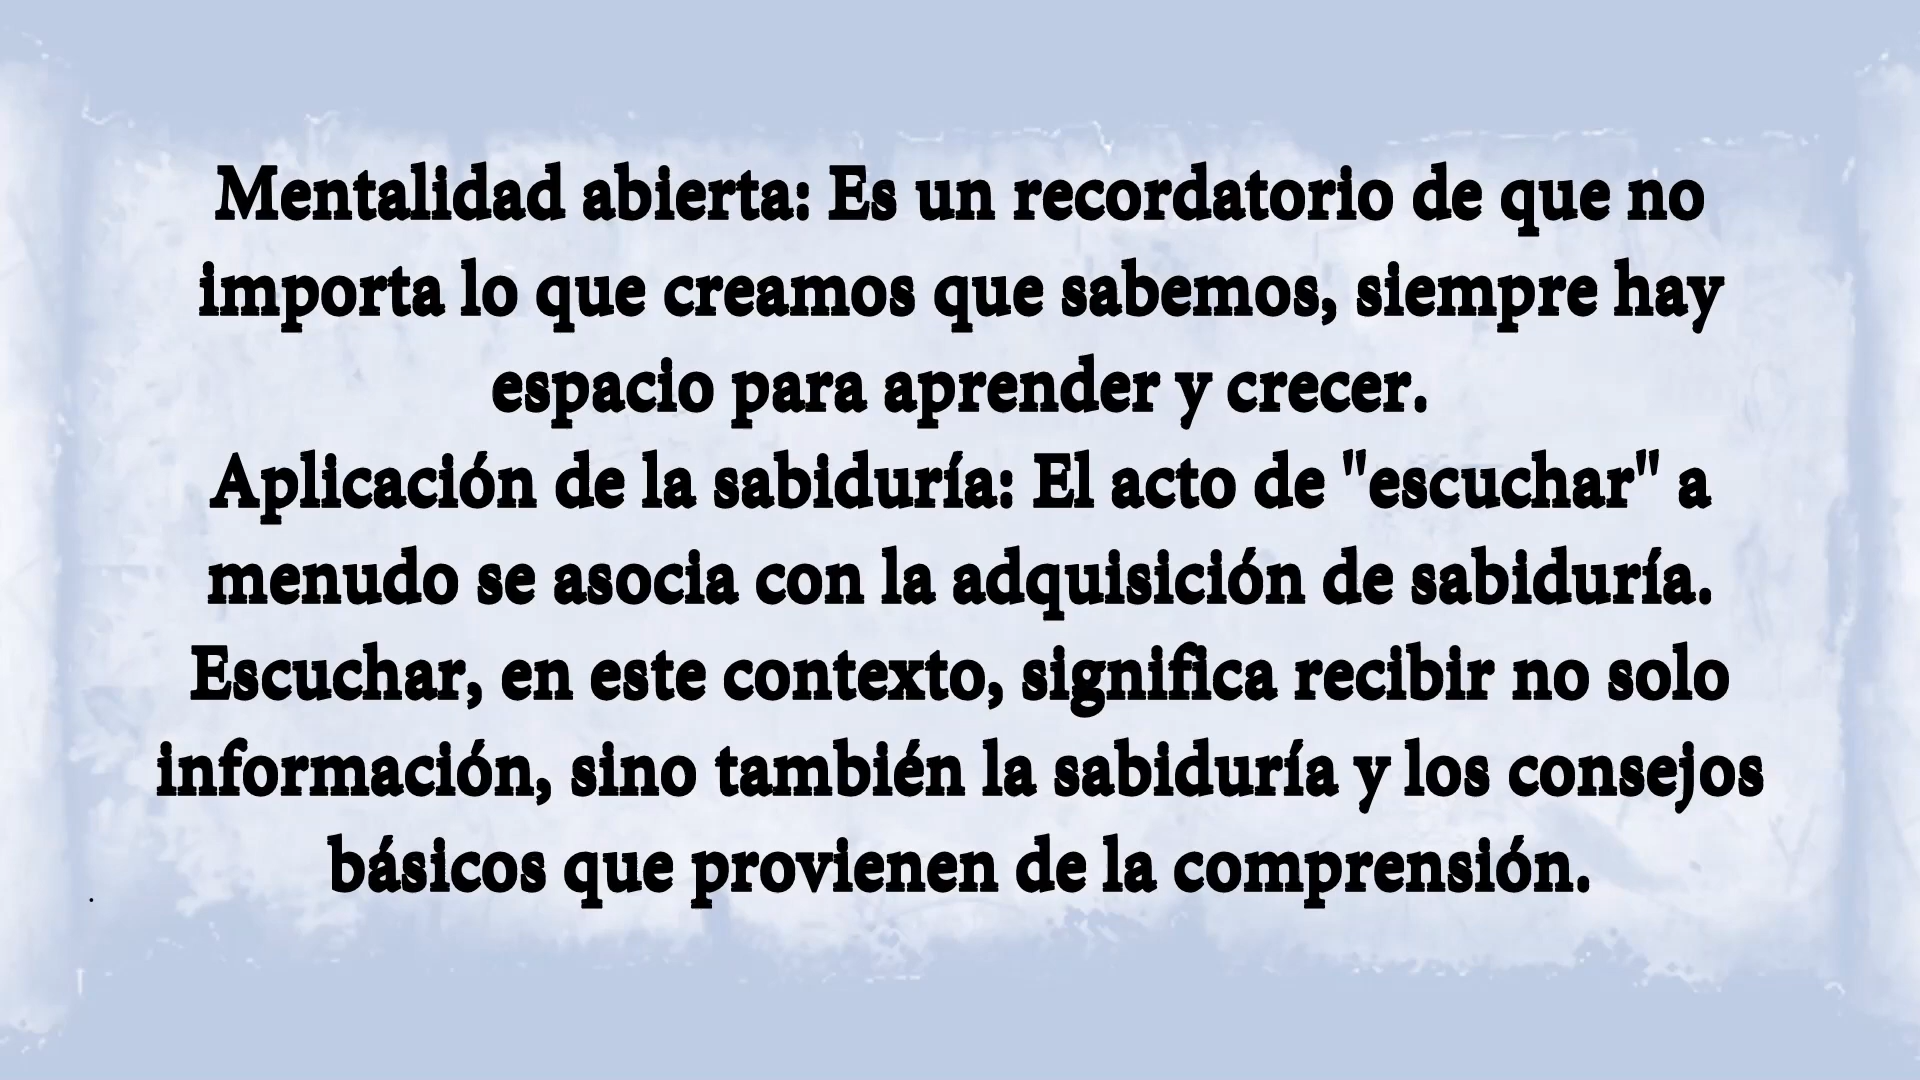 Mentalidad abierta: Es un recordatorio de que no
importa lo que creamos que sabemos, siempre hay
espacio para aprender y crecer.
Aplicación de la sabiduría: El acto de "escuchar" a
menudo se asocia con la adquisición de sabiduría.
Escuchar, en este contexto, significa recibir no solo
información, sino también la sabiduría y los consejos
básicos que provienen de la comprensión.
.